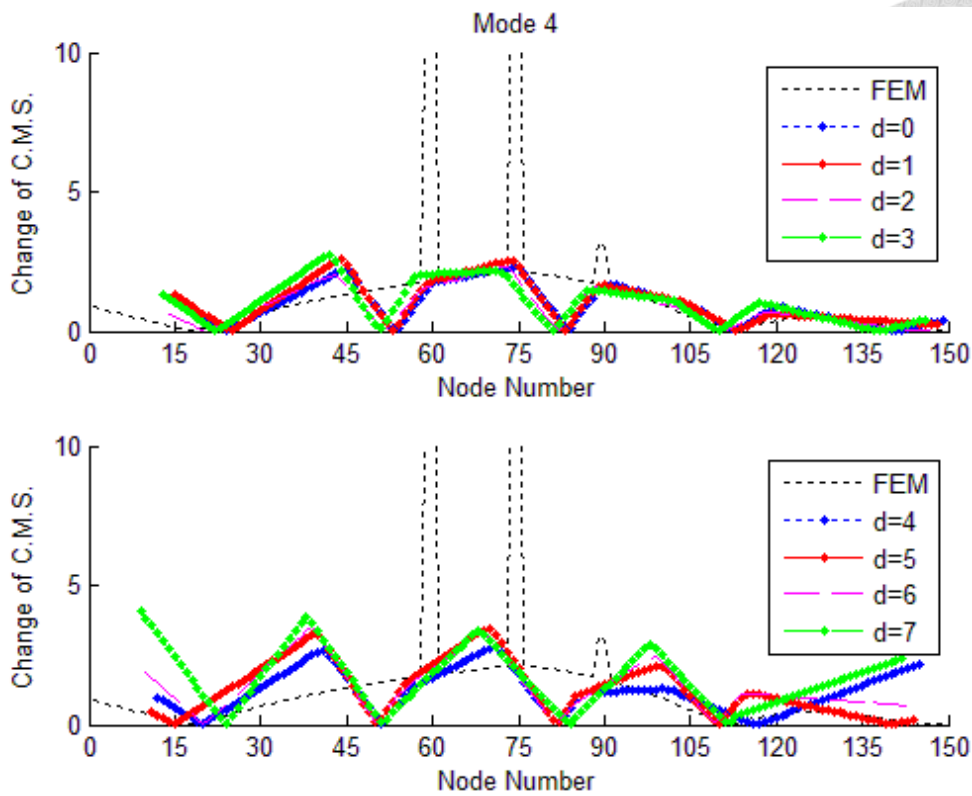 Mode 4
10
5
0
Change of C.M.S.
FEM
d=0
d=1
d=2
d=3
0 15 30 45 60 75 90 105 120 135 150
Node Number
10
5
0
Change of C.M.S.
FEM
d=4
d=5
d=6
d=7
0 15 30 45 60 75 90 105 120 135 150
Node Number